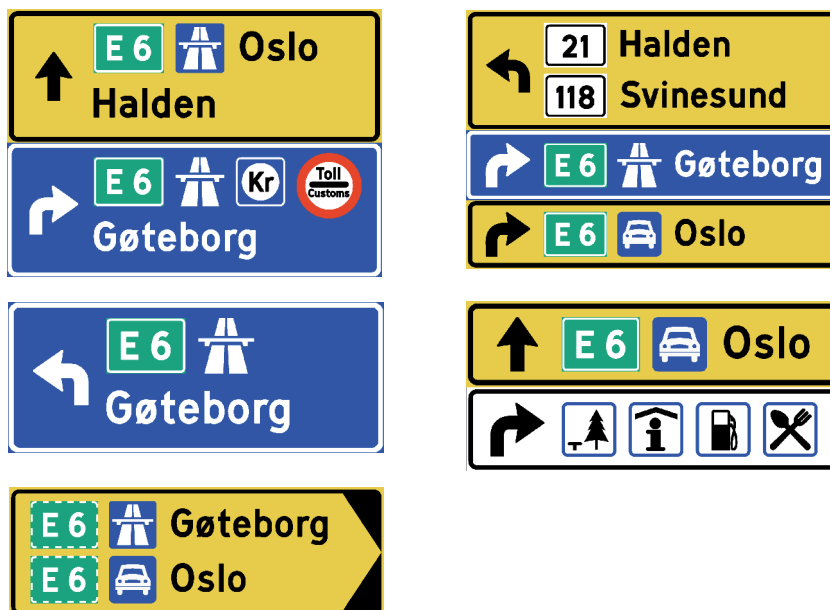 E 6 Oslo
Halden
E 6 Kr Toll Customs
Gøteborg
E 6
Gøteborg
E 6 Gøteborg
E 6 Oslo
21 Halden
118 Svinesund
E 6 Gøteborg
E 6 Oslo
E 6 Oslo